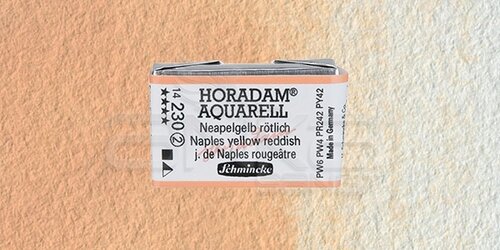 HORADAM®
AQUARELL
Neapelgelb rötlich
Naples yellow reddish
j. de Naples rougeâtre
Schmincke
14
★★★★
230 ②
PW6 PW4 PR242 PY42
Made in Germany